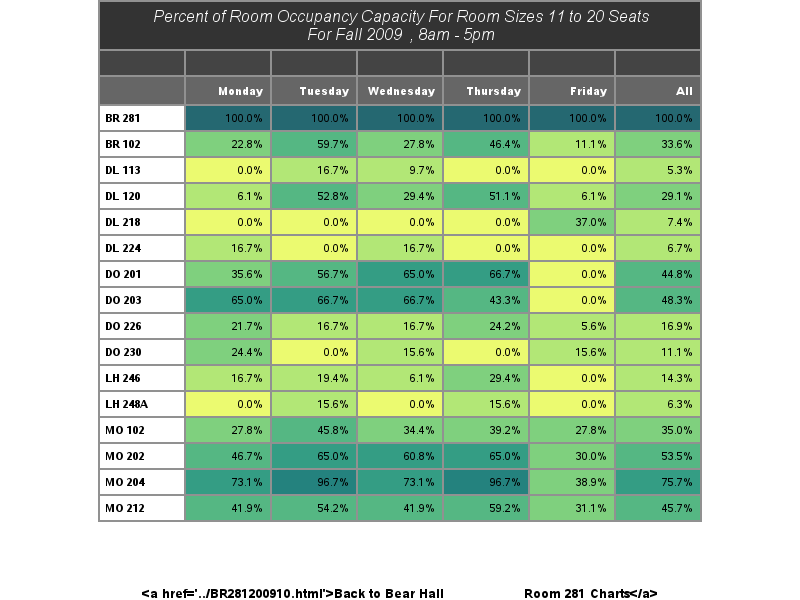 Percent of Room Occupancy Capacity For Room Sizes 11 to 20 Seats
For Fall 2009 , 8am - 5pm
Monday Tuesday Wednesday Thursday Friday All
BR 281 100.0% 100.0% 100.0% 100.0% 100.0% 100.0%
BR 102 22.8% 59.7% 27.8% 46.4% 11.1% 33.6%
DL 113 0.0% 16.7% 9.7% 0.0% 0.0% 5.3%
DL 120 6.1% 52.8% 29.4% 51.1% 6.1% 29.1%
DL 218 0.0% 0.0% 0.0% 0.0% 37.0% 7.4%
DL 224 16.7% 0.0% 16.7% 0.0% 0.0% 6.7%
DO 201 35.6% 56.7% 65.0% 66.7% 0.0% 44.8%
DO 203 65.0% 66.7% 66.7% 43.3% 0.0% 48.3%
DO 226 21.7% 16.7% 16.7% 24.2% 5.6% 16.9%
DO 230 24.4% 0.0% 15.6% 0.0% 15.6% 11.1%
LH 246 16.7% 19.4% 6.1% 29.4% 0.0% 14.3%
LH 248A 0.0% 15.6% 0.0% 15.6% 0.0% 6.3%
MO 102 27.8% 45.8% 34.4% 39.2% 27.8% 35.0%
MO 202 46.7% 65.0% 60.8% 65.0% 30.0% 53.5%
MO 204 73.1% 96.7% 73.1% 96.7% 38.9% 75.7%
MO 212 41.9% 54.2% 41.9% 59.2% 31.1% 45.7%
<a href='../BR281200910.html'>Back to Bear Hall Room 281 Charts</a>